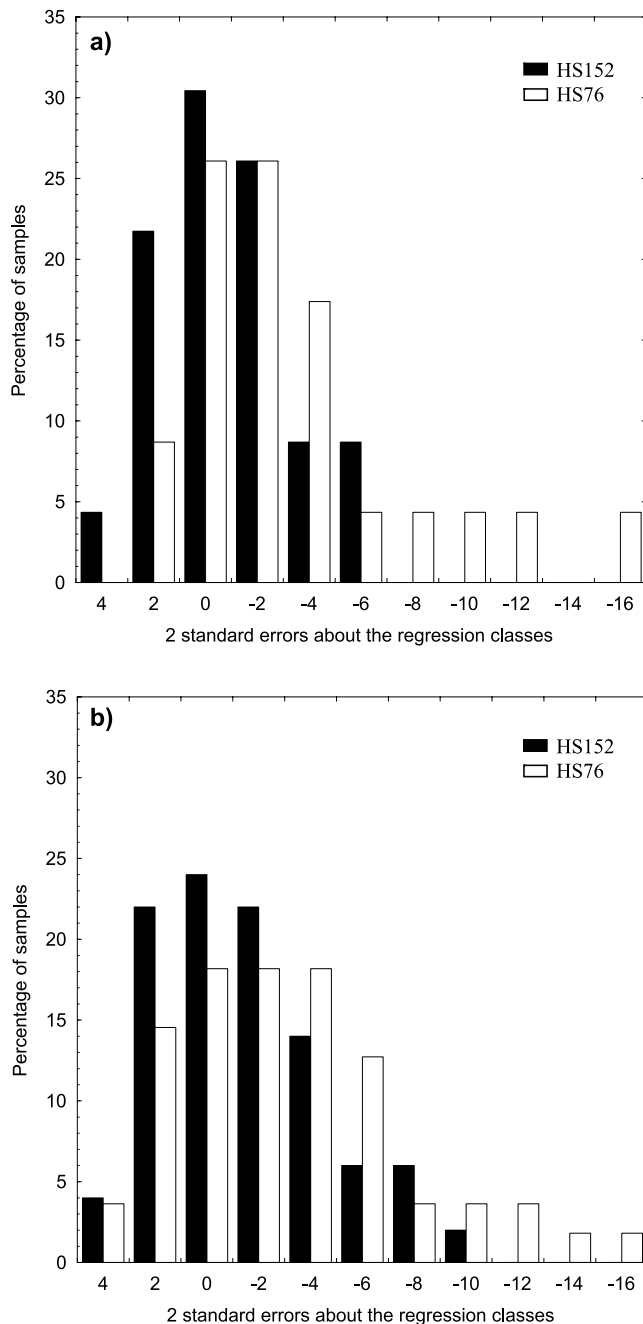 a)
HS152
HS76
Percentage of samples
35
30
25
20
15
10
5
0
4 2 0 -2 -4 -6 -8 -10 -12 -14 -16
2 standard errors about the regression classes
b)
HS152
HS76
Percentage of samples
35
30
25
20
15
10
5
0
4 2 0 -2 -4 -6 -8 -10 -12 -14 -16
2 standard errors about the regression classes